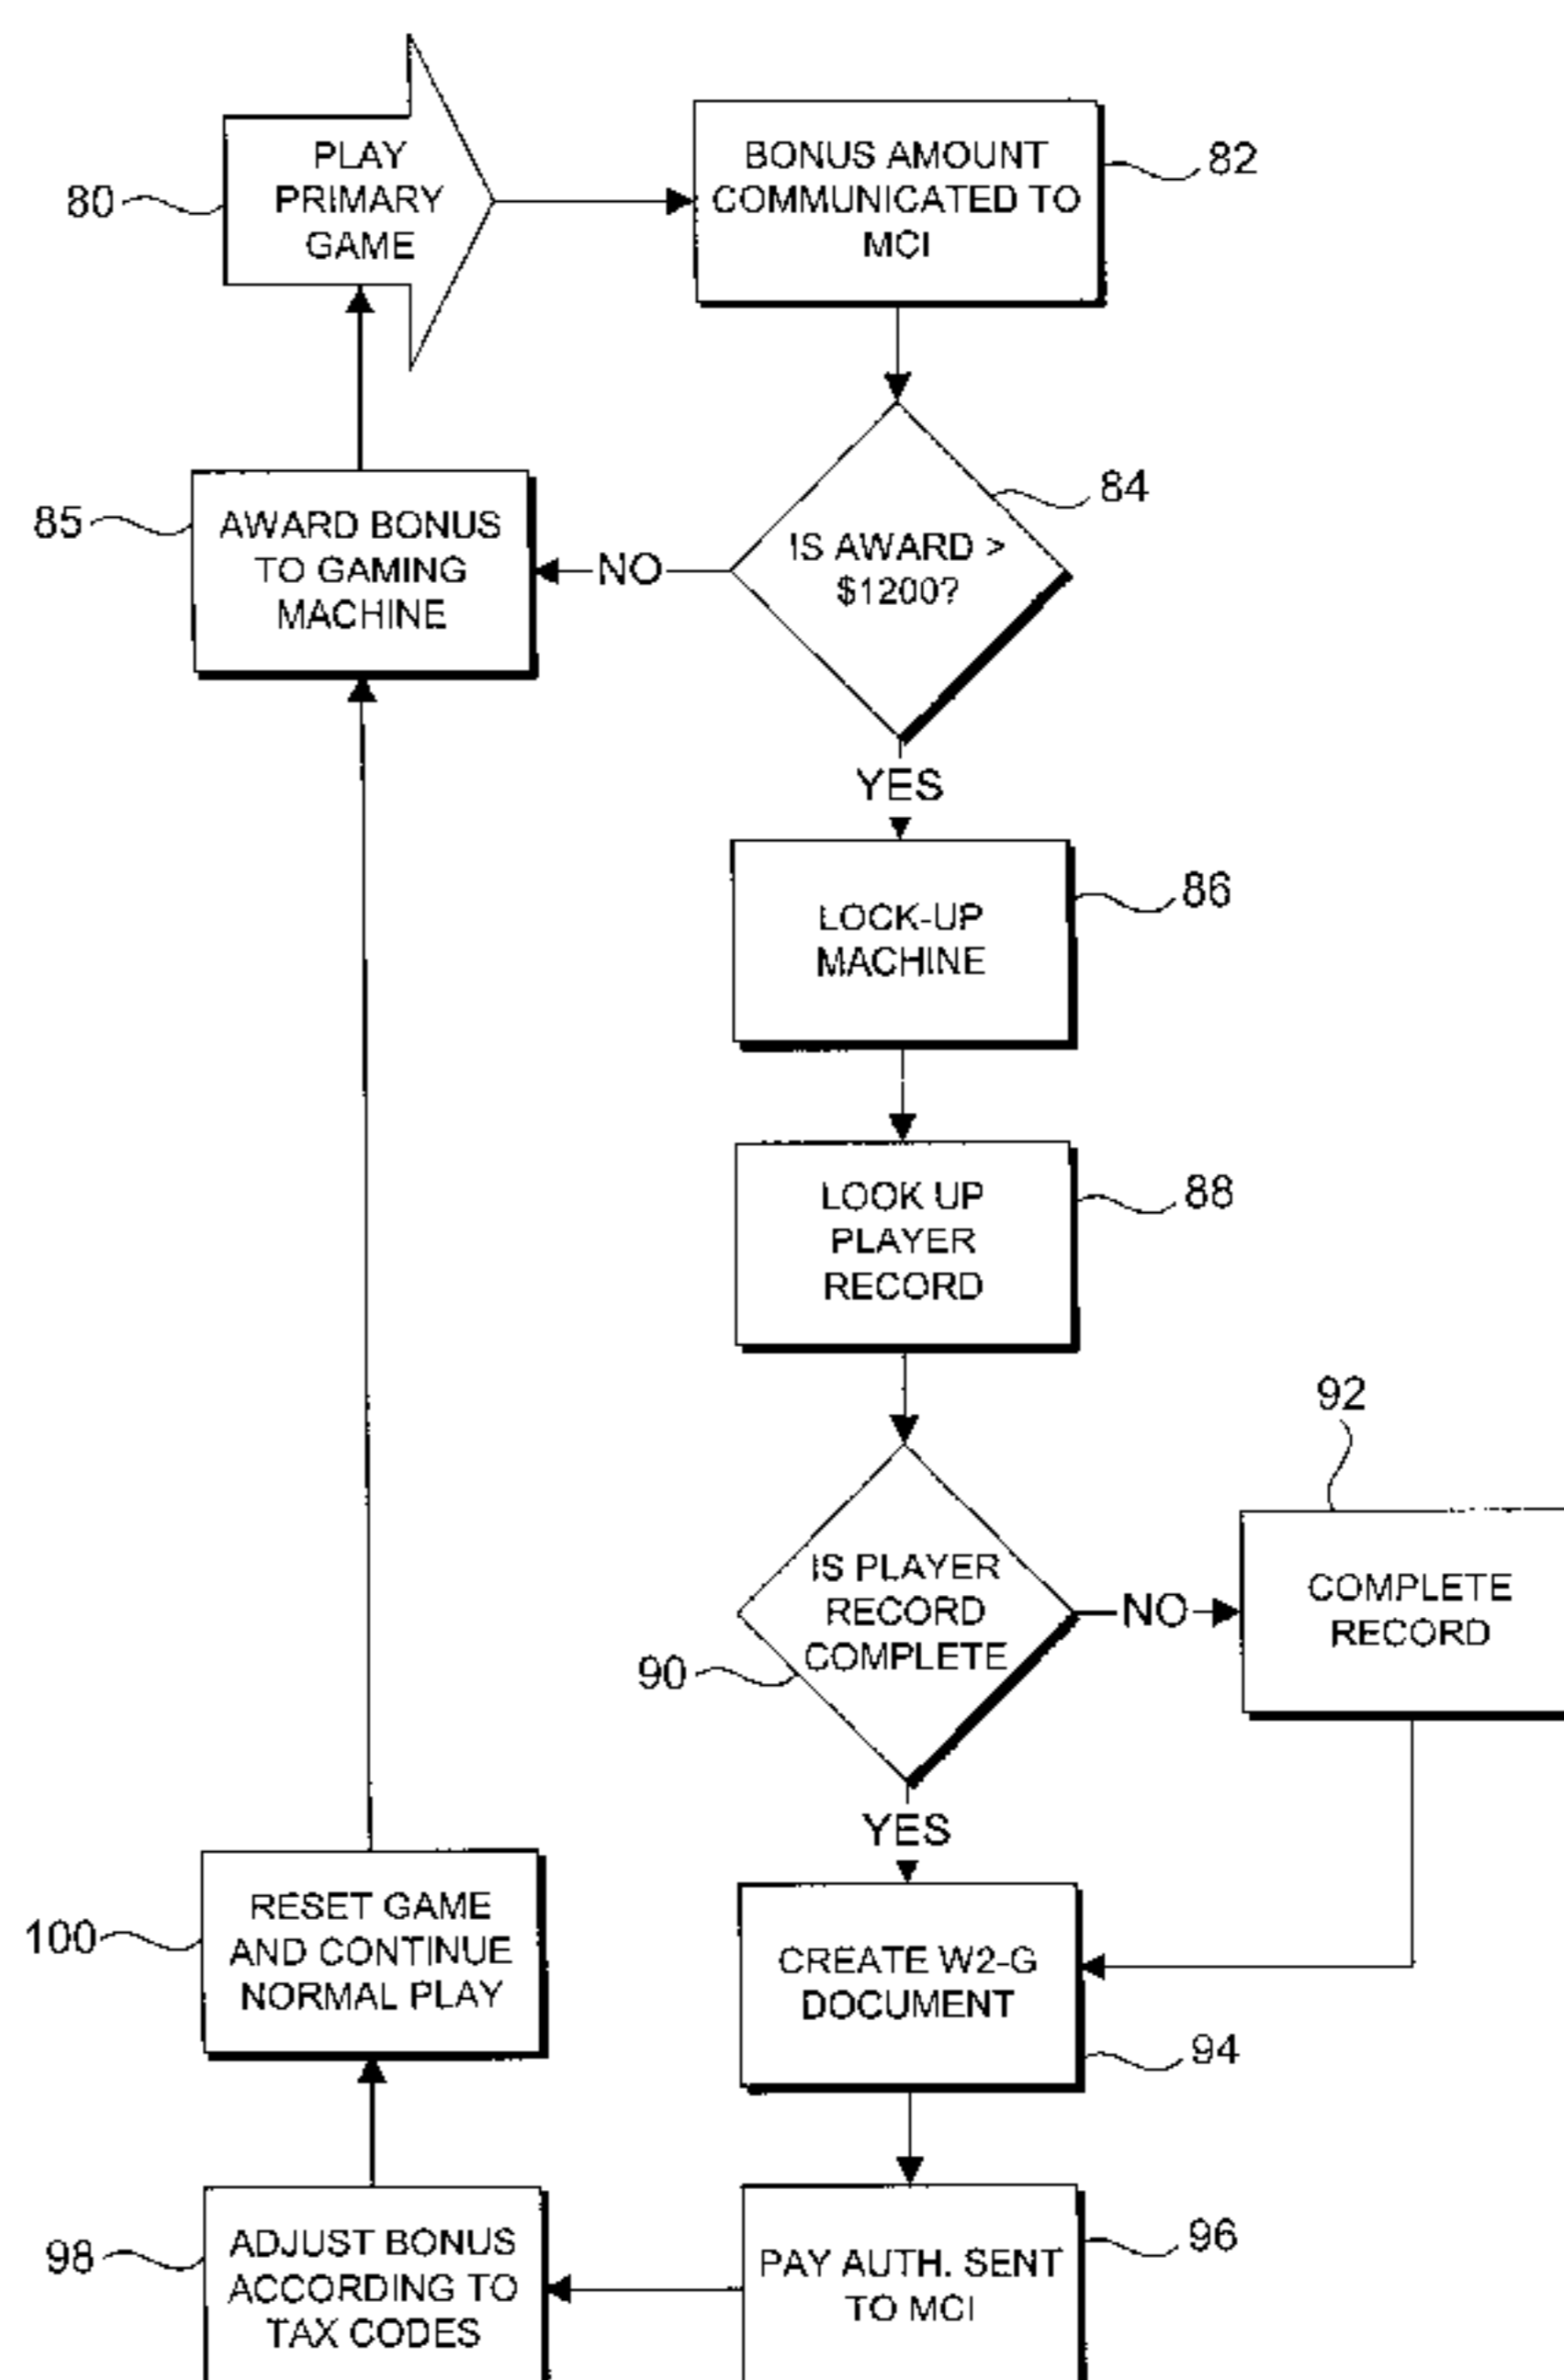 PLAY
PRIMARY
GAME
80
BONUS AMOUNT
COMMUNICATED TO
MCI
82
IS AWARD >
$1200?
84
NO
AWARD BONUS
TO GAMING
MACHINE
85
YES
LOCK-UP
MACHINE
86
LOOK UP
PLAYER
RECORD
88
IS PLAYER
RECORD
COMPLETE
90
NO
COMPLETE
RECORD
92
YES
CREATE W2-G
DOCUMENT
94
PAY AUTH. SENT
TO MCI
96
ADJUST BONUS
ACCORDING TO
TAX CODES
98
RESET GAME
AND CONTINUE
NORMAL PLAY
100